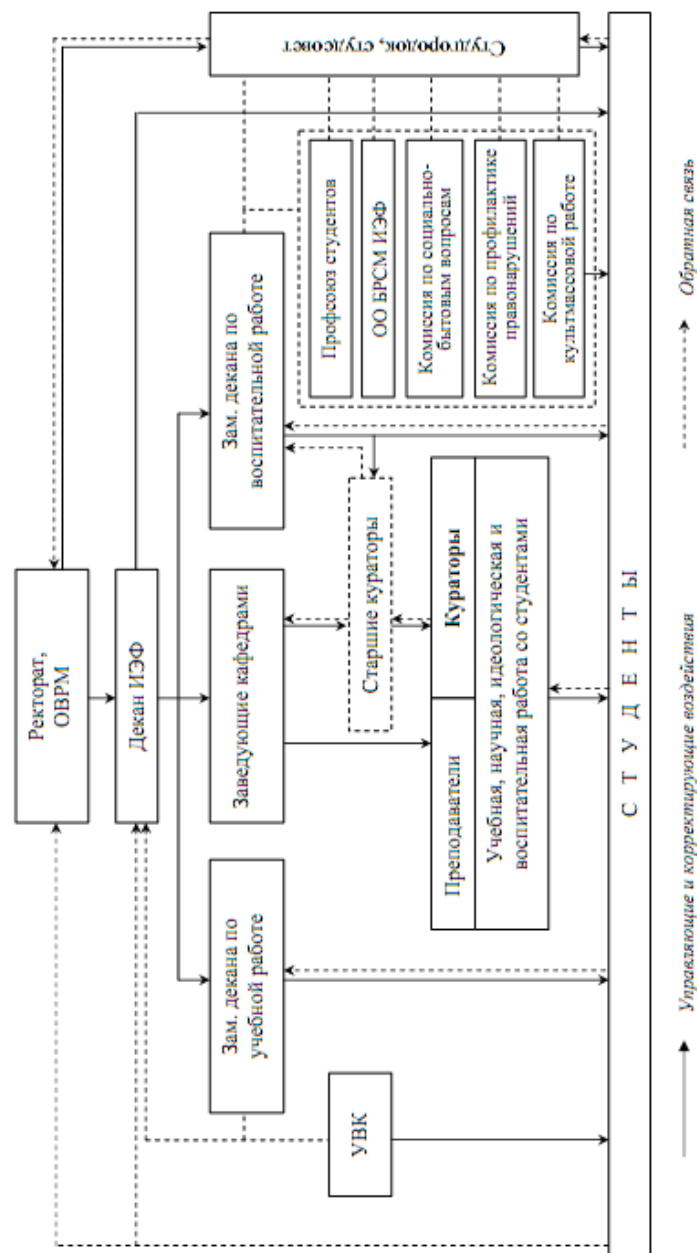 Ректорат,
ОВРМ
Декан ИЭФ
Зам. декана по
учебной работе
Заведующие кафедрами
Зам. декана по
воспитательной работе
Студгородок, студсовет
УВК
Старшие кураторы
Профсоюз студентов
ОО БРСМ ИЭФ
Комиссия по социально-
бытовым вопросам
Комиссия по профилактике
правонарушений
Комиссия по
культмассовой работе
Преподаватели
Кураторы
Учебная, научная, идеологическая и
воспитательная работа со студентами
С Т У Д Е Н Т Ы
Управляющие и корректирующие воздействия
Обратная связь